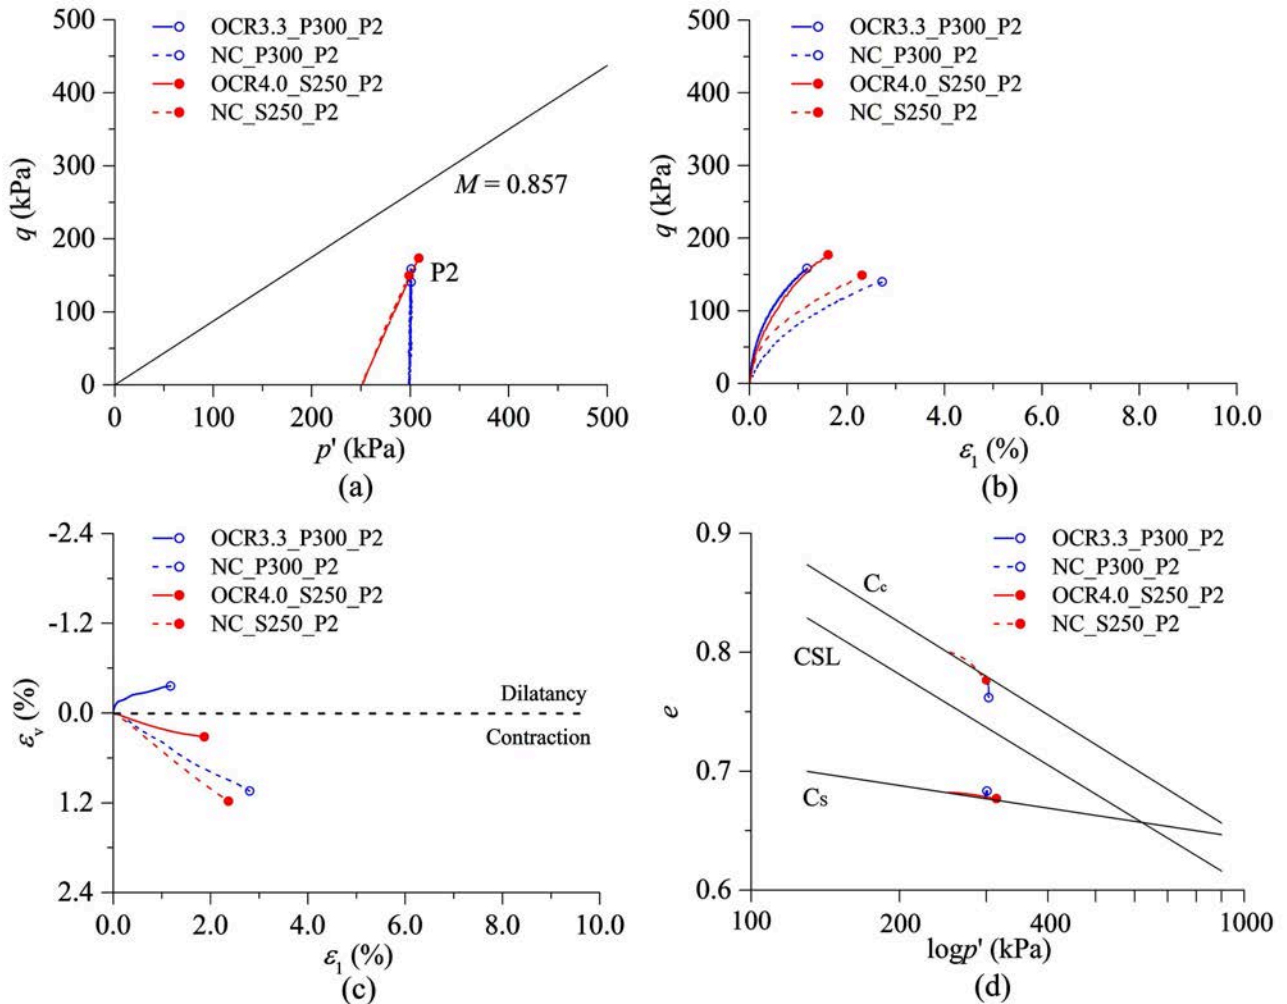 500
400
300
200
100
0
q (kPa)
OCR3.3_P300_P2
NC_P300_P2
OCR4.0_S250_P2
NC_S250_P2
M = 0.857
P2
0 100 200 300 400 500
p' (kPa)
(a)
500
400
300
200
100
0
q (kPa)
OCR3.3_P300_P2
NC_P300_P2
OCR4.0_S250_P2
NC_S250_P2
0.0 2.0 4.0 6.0 8.0 10.0
ε1 (%)
(b)
-2.4
-1.2
0.0
1.2
2.4
εv (%)
OCR3.3_P300_P2
NC_P300_P2
OCR4.0_S250_P2
NC_S250_P2
Dilatancy
Contraction
0.0 2.0 4.0 6.0 8.0 10.0
ε1 (%)
(c)
0.9
0.8
0.7
0.6
e
OCR3.3_P300_P2
NC_P300_P2
OCR4.0_S250_P2
NC_S250_P2
Cc
CSL
Cs
100 200 400 1000
logp' (kPa)
(d)